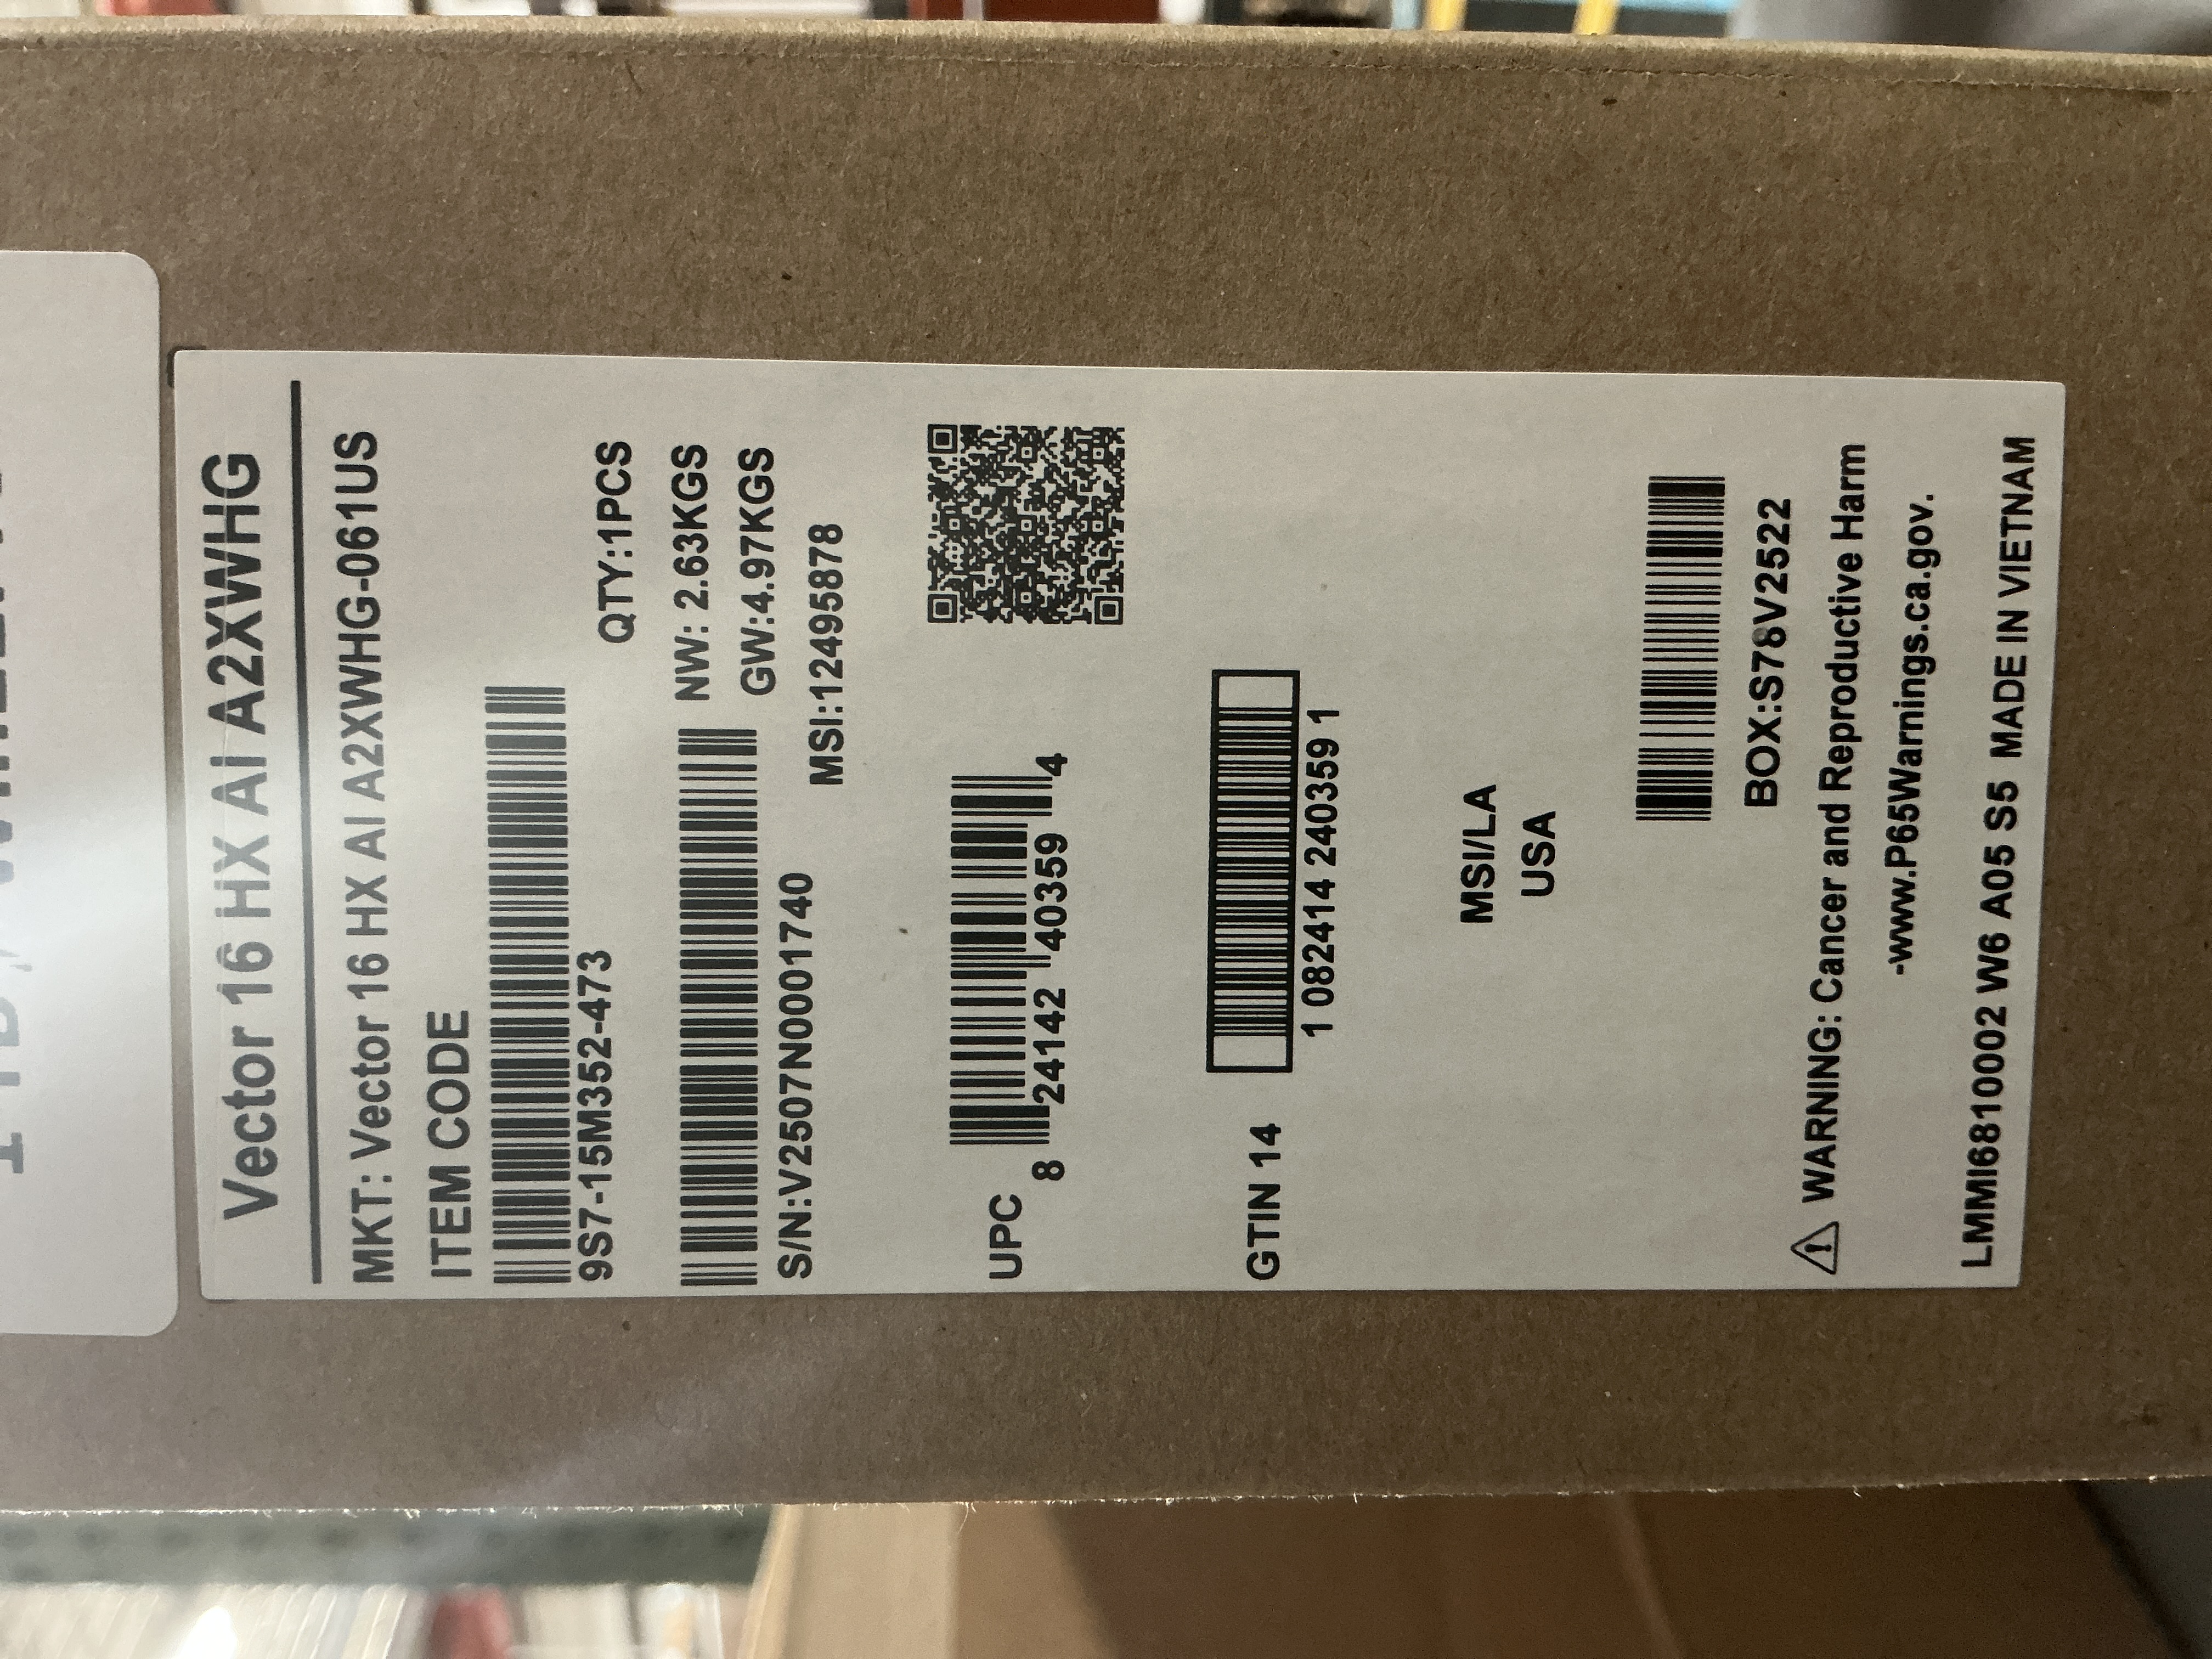 Vector 16 HX Ai A2XWHG
MKT: Vector 16 HX AI A2XWHG-061US
ITEM CODE
9S7-15M352-473
QTY:1PCS
NW: 2.63KGS
GW:4.97KGS
S/N:V2507N0001740
MSI:12495878
UPC
8 24142 40359 4
GTIN 14
1 082414 240359 1
MSI/LA
USA
BOX:S78V2522
⚠ WARNING: Cancer and Reproductive Harm
-www.P65Warnings.ca.gov.
LMMI6810002 W6 A05 S5 MADE IN VIETNAM